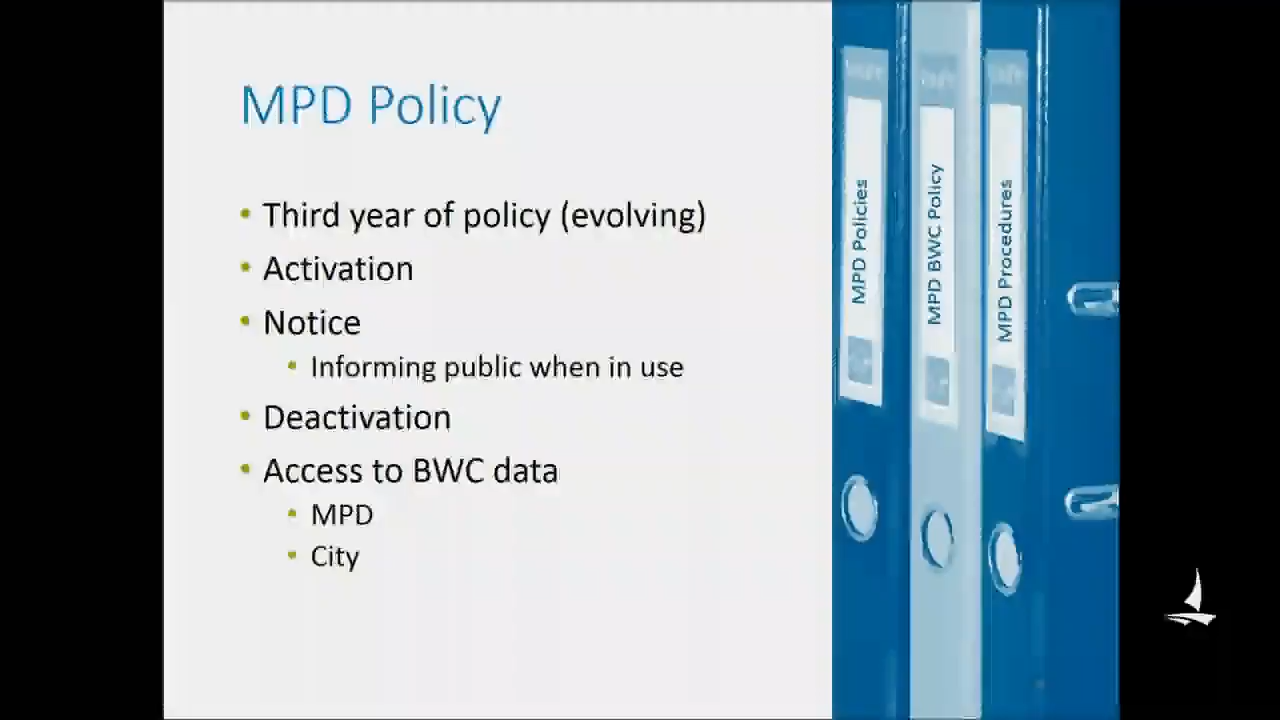 MPD Policy
• Third year of policy (evolving)
• Activation
• Notice
• Informing public when in use
• Deactivation
• Access to BWC data
• MPD
• City
MPD Policies
MPD BWC Policy
MPD Procedures